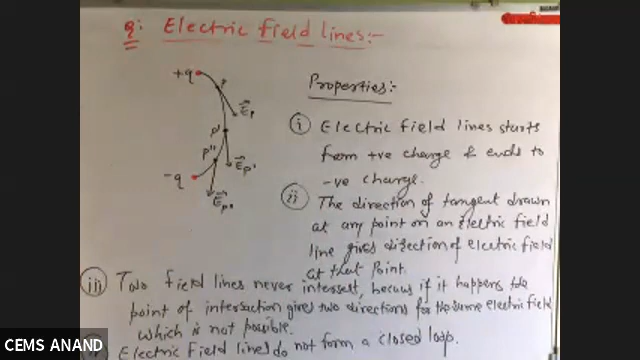 Q: Electric Field lines:-
+q
P
E⃗p
Properties:-
i Electric field lines starts
from +ve charge & ends to
-ve charge.
P'
E⃗p'
P''
-q
E⃗p''
ii The direction of tangent drawn
at any point on an electric field
line gives direction of electric field
at that Point.
iii Two field lines never intersect, becaus if it happens the
point of intersection gives two directions for the same electric field
which is not possible.
Electric Field lines do not form a closed loop.
CEMS ANAND